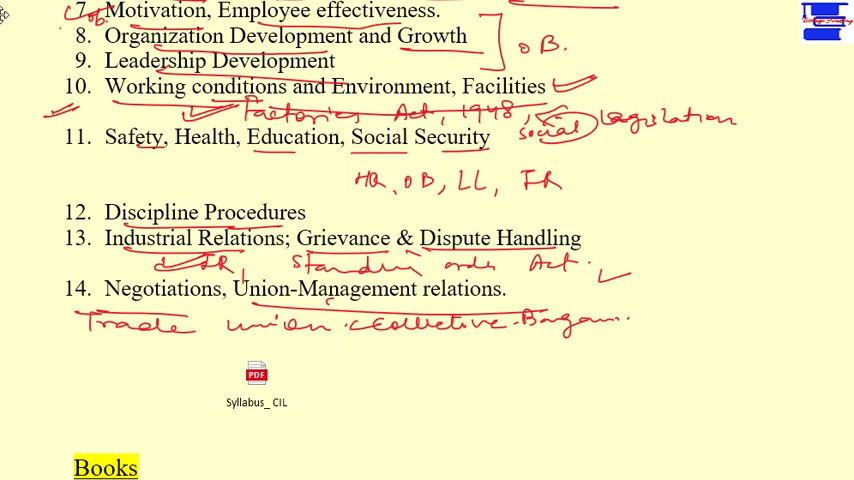 7. Motivation, Employee effectiveness.
8. Organization Development and Growth
OB.
9. Leadership Development
10. Working conditions and Environment, Facilities
Factories Act, 1948,
social Legislation
11. Safety, Health, Education, Social Security
HR, OB, LL, IR
12. Discipline Procedures
13. Industrial Relations; Grievance & Dispute Handling
IR, Standing order Act.
14. Negotiations, Union-Management relations.
Trade union. Collective-Bargain.
PDF
Syllabus_ CIL
Books